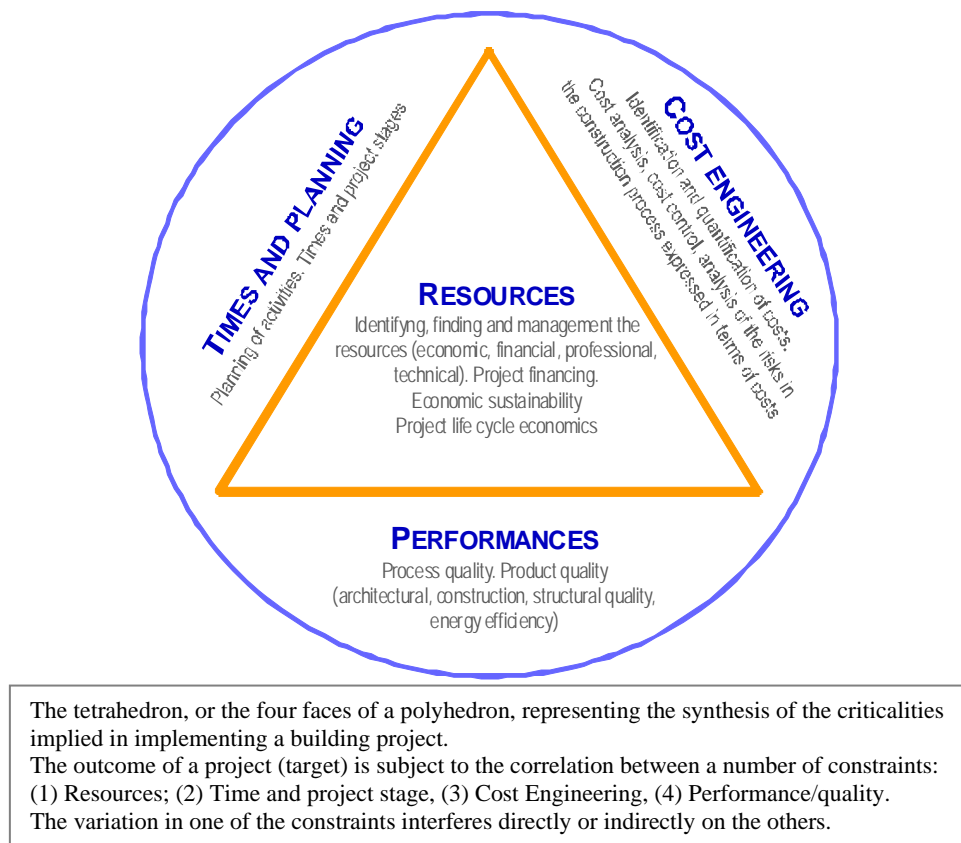 TIMES AND PLANNING
Planning of activities. Times and project stages
COST ENGINEERING
Identification and quantification of costs.
Cost analysis, cost control, analysis of the risks in
the construction process expressed in terms of costs
RESOURCES
Identifyng, finding and management the
resources (economic, financial, professional,
technical). Project financing.
Economic sustainability
Project life cycle economics
PERFORMANCES
Process quality. Product quality
(architectural, construction, structural quality,
energy efficiency)
The tetrahedron, or the four faces of a polyhedron, representing the synthesis of the criticalities
implied in implementing a building project.
The outcome of a project (target) is subject to the correlation between a number of constraints:
(1) Resources; (2) Time and project stage, (3) Cost Engineering, (4) Performance/quality.
The variation in one of the constraints interferes directly or indirectly on the others.